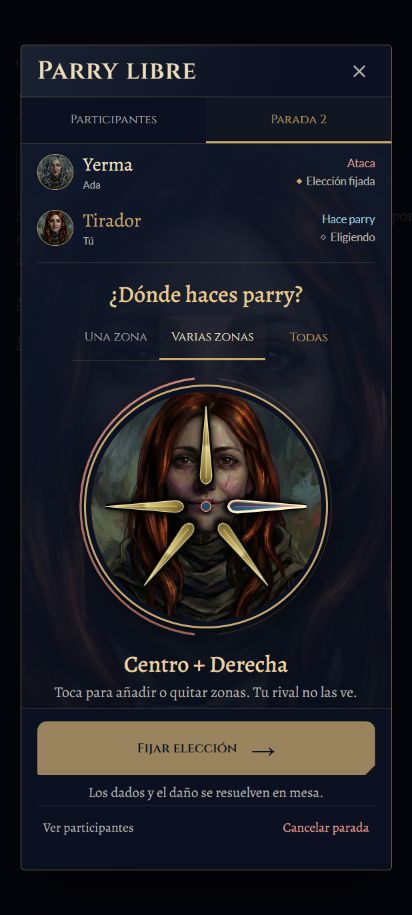 Parry libre
Participantes
Parada 2
Yerma
Ada
Ataca
Elección fijada
Tirador
Tú
Hace parry
Eligiendo
¿Dónde haces parry?
Una zona
Varias zonas
Todas
Centro + Derecha
Toca para añadir o quitar zonas. Tu rival no las ve.
Fijar elección →
Los dados y el daño se resuelven en mesa.
Ver participantes
Cancelar parada